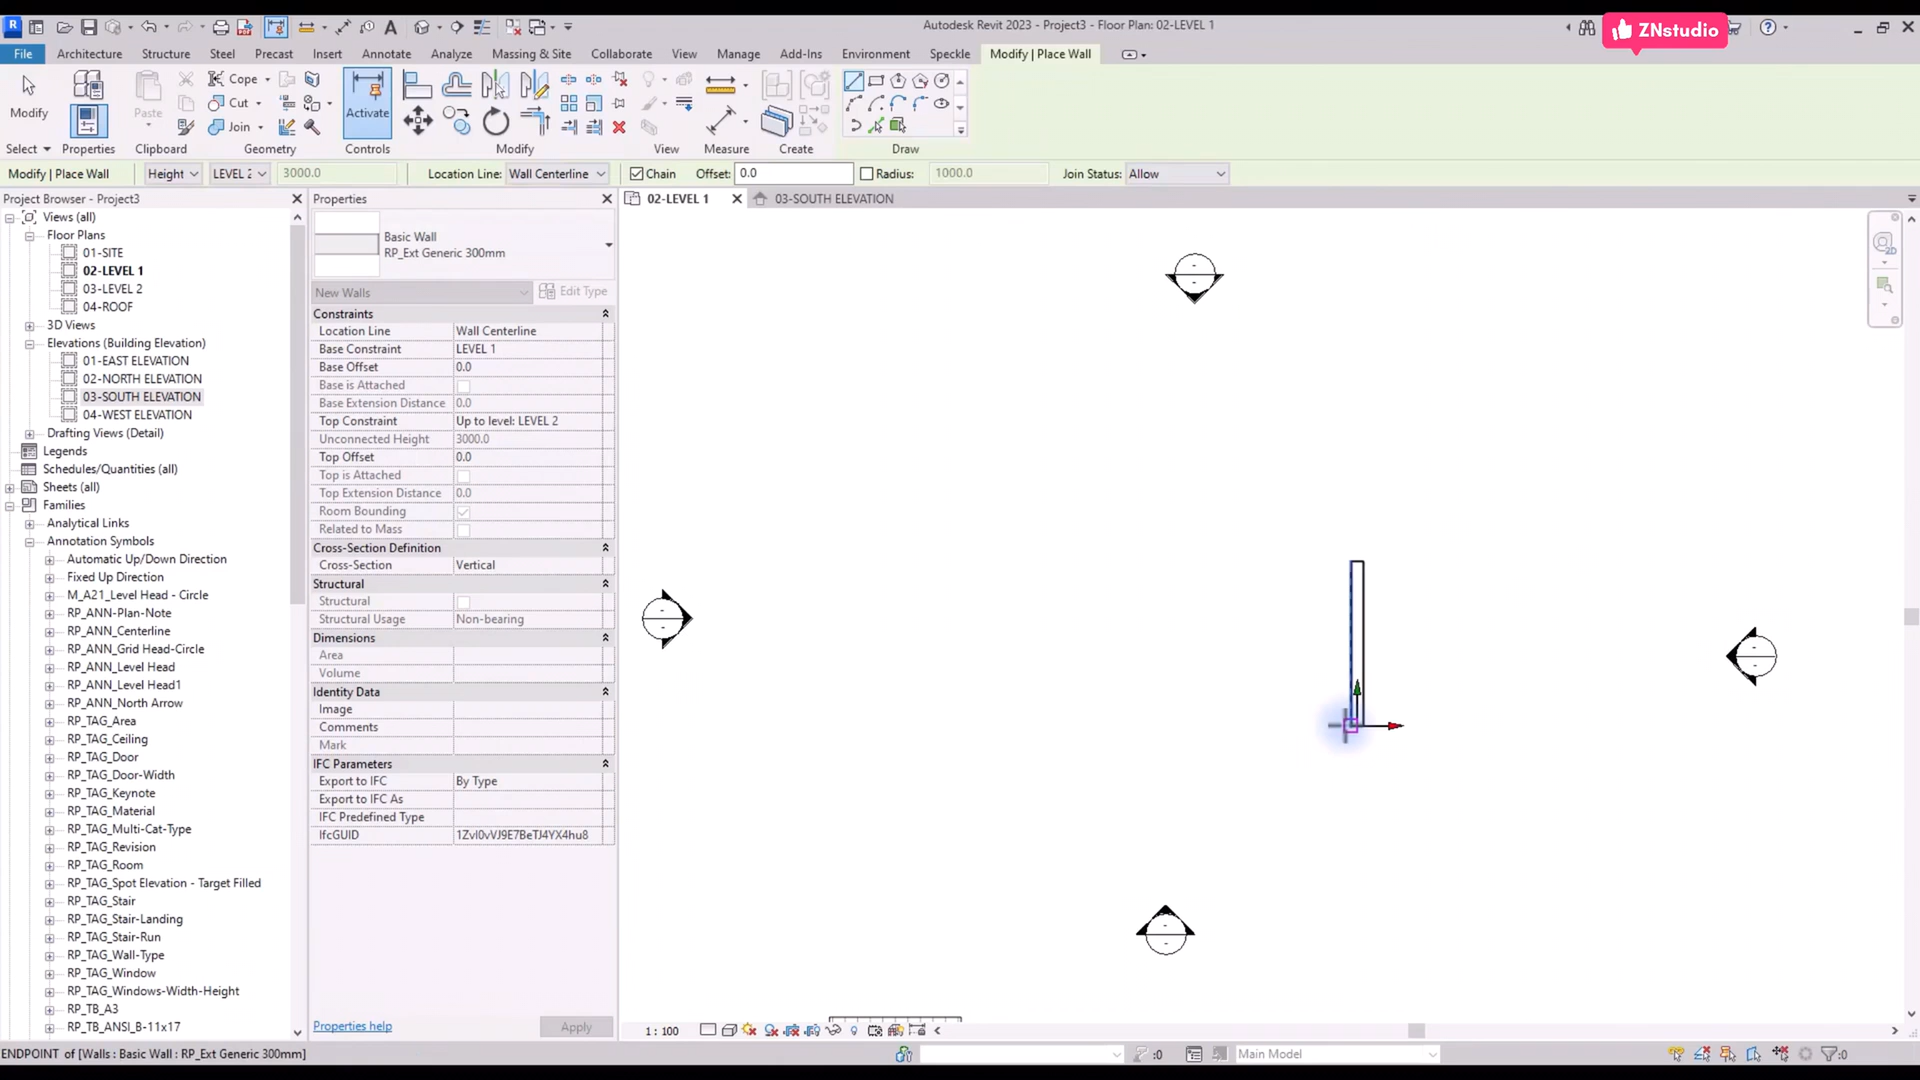 Autodesk Revit 2023 - Project3 - Floor Plan: 02-LEVEL 1
ZNstudio
File Architecture Structure Steel Precast Insert Annotate Analyze Massing & Site Collaborate View Manage Add-Ins Environment Speckle Modify | Place Wall
Modify
Paste
Cope
Cut
Join
Activate
Select Properties Clipboard Geometry Controls Modify View Measure Create Draw
Modify | Place Wall Height LEVEL 2 3000.0 Location Line: Wall Centerline Chain Offset: 0.0 Radius: 1000.0 Join Status: Allow
Project Browser - Project3
Views (all)
Floor Plans
01-SITE
02-LEVEL 1
03-LEVEL 2
04-ROOF
3D Views
Elevations (Building Elevation)
01-EAST ELEVATION
02-NORTH ELEVATION
03-SOUTH ELEVATION
04-WEST ELEVATION
Drafting Views (Detail)
Legends
Schedules/Quantities (all)
Sheets (all)
Families
Analytical Links
Annotation Symbols
Automatic Up/Down Direction
Fixed Up Direction
M_A21_Level Head - Circle
RP_ANN-Plan-Note
RP_ANN_Centerline
RP_ANN_Grid Head-Circle
RP_ANN_Level Head
RP_ANN_Level Head1
RP_ANN_North Arrow
RP_TAG_Area
RP_TAG_Ceiling
RP_TAG_Door
RP_TAG_Door-Width
RP_TAG_Keynote
RP_TAG_Material
RP_TAG_Multi-Cat-Type
RP_TAG_Revision
RP_TAG_Room
RP_TAG_Spot Elevation - Target Filled
RP_TAG_Stair
RP_TAG_Stair-Landing
RP_TAG_Stair-Run
RP_TAG_Wall-Type
RP_TAG_Window
RP_TAG_Windows-Width-Height
RP_TB_A3
RP_TB_ANSI_B-11x17
Properties
Basic Wall
RP_Ext Generic 300mm
New Walls Edit Type
Constraints
Location Line Wall Centerline
Base Constraint LEVEL 1
Base Offset 0.0
Base is Attached
Base Extension Distance 0.0
Top Constraint Up to level: LEVEL 2
Unconnected Height 3000.0
Top Offset 0.0
Top is Attached
Top Extension Distance 0.0
Room Bounding
Related to Mass
Cross-Section Definition
Cross-Section Vertical
Structural
Structural
Structural Usage Non-bearing
Dimensions
Area
Volume
Identity Data
Image
Comments
Mark
IFC Parameters
Export to IFC By Type
Export to IFC As
IFC Predefined Type
IfcGUID 1ZvI0vVJ9E7BeTJ4YX4hu8
Properties help Apply
02-LEVEL 1 03-SOUTH ELEVATION
2D
1 : 100
ENDPOINT of [Walls : Basic Wall : RP_Ext Generic 300mm]
:0 Main Model :0